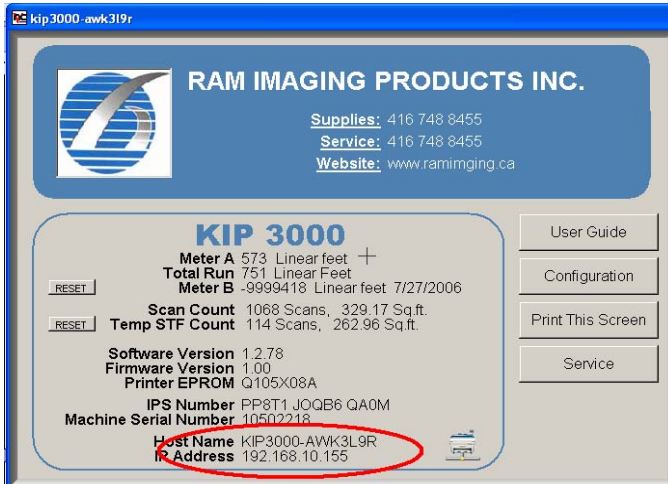 kip3000-awk3l9r
RAM IMAGING PRODUCTS INC.
Supplies: 416 748 8455
Service: 416 748 8455
Website: www.ramimging.ca
KIP 3000
Meter A 573 Linear feet
Total Run 751 Linear Feet
RESET Meter B -9999418 Linear feet 7/27/2006
Scan Count 1068 Scans, 329.17 Sq.ft.
RESET Temp STF Count 114 Scans, 262.96 Sq.ft.
Software Version 1.2.78
Firmware Version 1.00
Printer EPROM Q105X08A
IPS Number PP8T1 JOQB6 QA0M
Machine Serial Number 10502218
Host Name KIP3000-AWK3L9R
IP Address 192.168.10.155
User Guide
Configuration
Print This Screen
Service